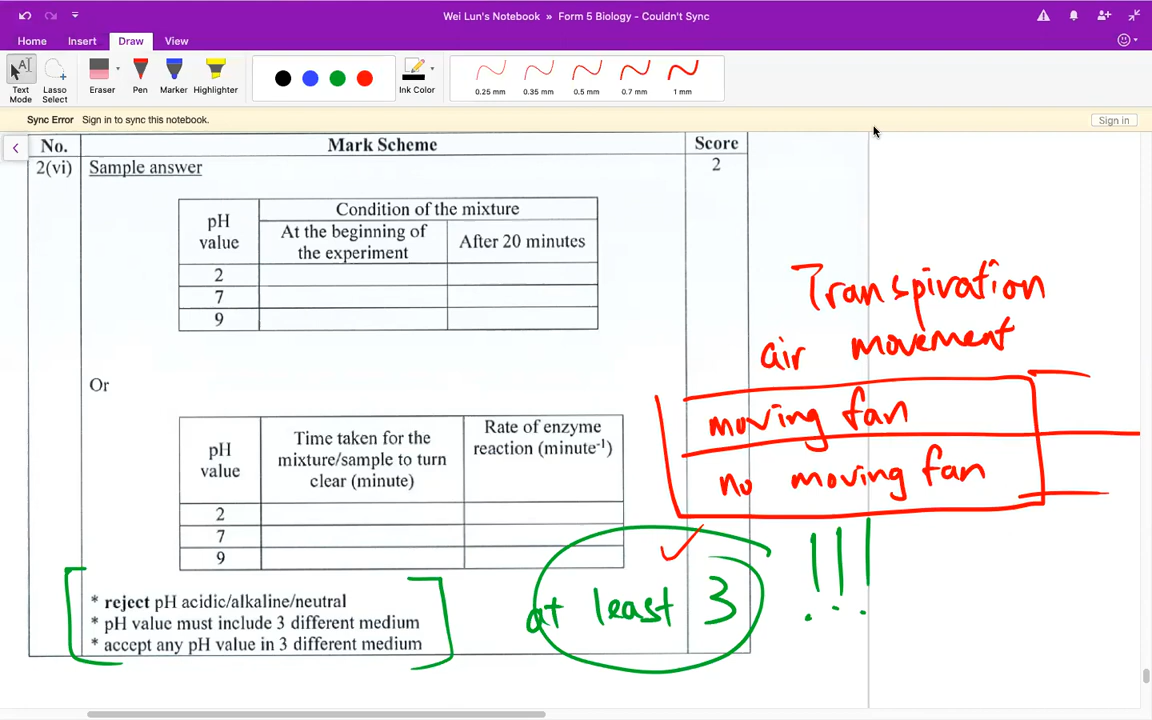 Wei Lun's Notebook » Form 5 Biology - Couldn't Sync
Home Insert Draw View
Text Mode
Lasso Select
Eraser
Pen
Marker
Highlighter
Ink Color
0.25 mm 0.35 mm 0.5 mm 0.7 mm 1 mm
Sync Error Sign in to sync this notebook. Sign in
No. Mark Scheme Score
2(vi) Sample answer 2
pH value
Condition of the mixture
At the beginning of the experiment
After 20 minutes
2
7
9
Transpiration
air movement
Or
moving fan
no moving fan
pH value
Time taken for the mixture/sample to turn clear (minute)
Rate of enzyme reaction (minute⁻¹)
2
7
9
* reject pH acidic/alkaline/neutral
* pH value must include 3 different medium
* accept any pH value in 3 different medium
at least 3 !!!